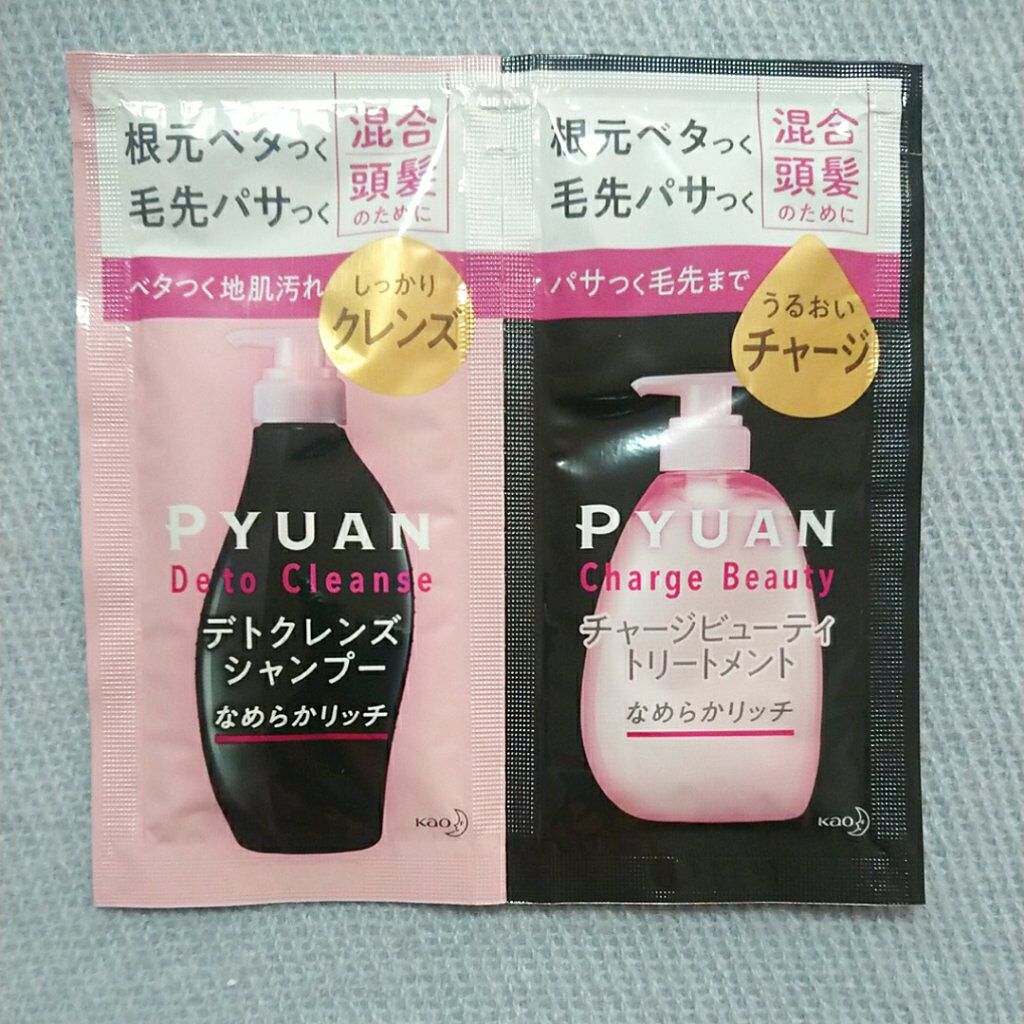 根元ベタつく
毛先パサつく
混合
頭髪
のために
ベタつく地肌汚れ
しっかり
クレンズ
PYUAN
Deto Cleanse
デトクレンズ
シャンプー
なめらかリッチ
Kao
根元ベタつく
毛先パサつく
混合
頭髪
のために
パサつく毛先まで
うるおい
チャージ
PYUAN
Charge Beauty
チャージビューティ
トリートメント
なめらかリッチ
Kao